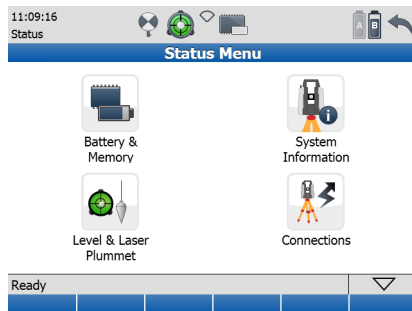 11:09:16
Status
A B
Status Menu
Battery &
Memory
System
Information
Level & Laser
Plummet
Connections
Ready